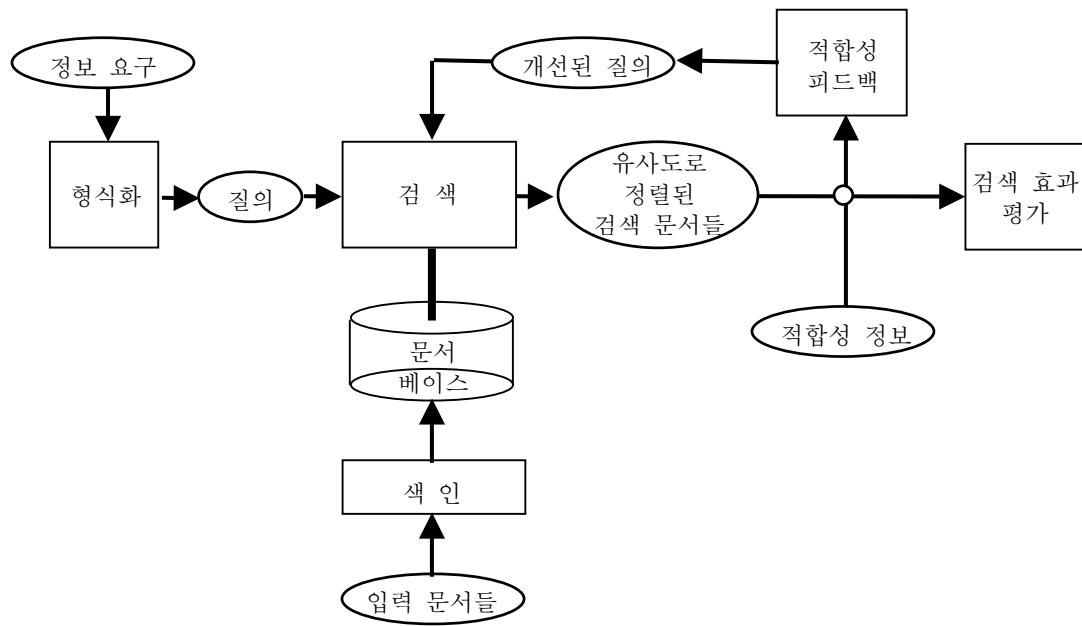 정보 요구
개선된 질의
적합성
피드백
형식화
질의
검 색
유사도로
정렬된
검색 문서들
검색 효과
평가
적합성 정보
문서
베이스
색 인
입력 문서들